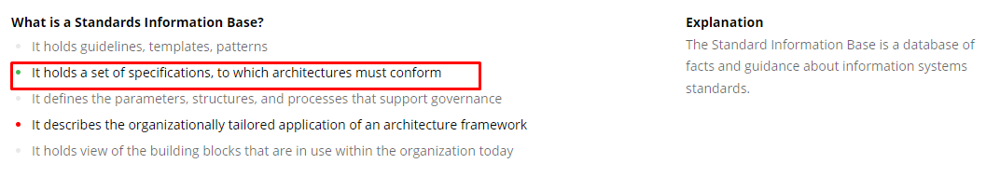 What is a Standards Information Base?
It holds guidelines, templates, patterns
It holds a set of specifications, to which architectures must conform
It defines the parameters, structures, and processes that support governance
It describes the organizationally tailored application of an architecture framework
It holds view of the building blocks that are in use within the organization today
Explanation
The Standard Information Base is a database of
facts and guidance about information systems
standards.